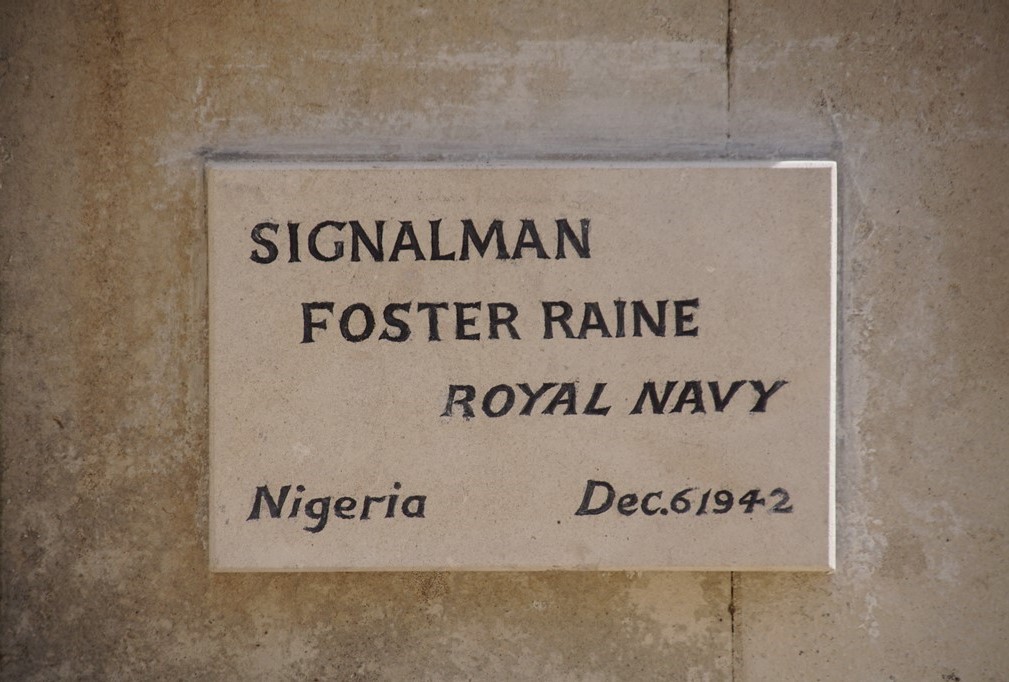 SIGNALMAN
FOSTER RAINE
ROYAL NAVY
Nigeria Dec.6 1942